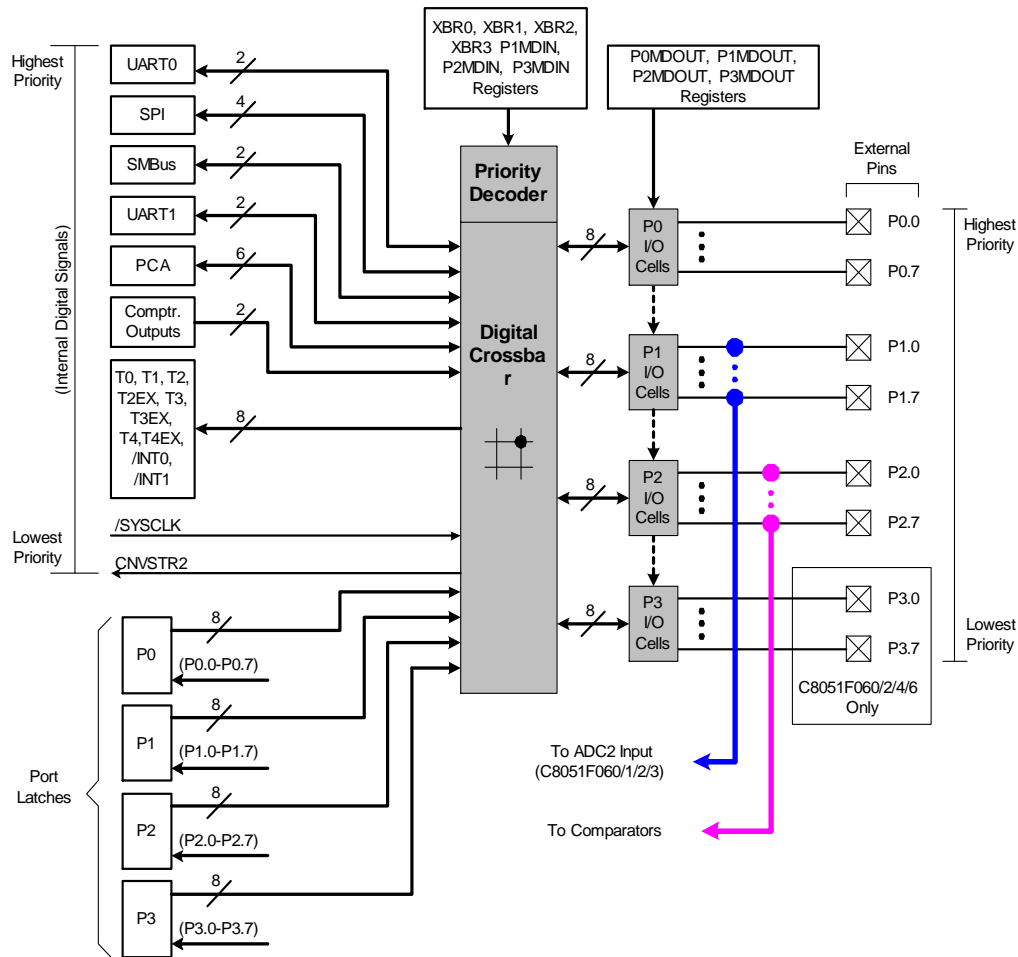 XBR0, XBR1, XBR2,
XBR3 P1MDIN,
P2MDIN, P3MDIN
Registers
P0MDOUT, P1MDOUT,
P2MDOUT, P3MDOUT
Registers
Highest
Priority
(Internal Digital Signals)
Lowest
Priority
UART0
2
SPI
4
SMBus
2
UART1
2
PCA
6
Comptr.
Outputs
2
T0, T1, T2,
T2EX, T3,
T3EX,
T4,T4EX,
/INT0,
/INT1
8
/SYSCLK
CNVSTR2
Priority
Decoder
Digital
Crossba
r
External
Pins
8
P0
I/O
Cells
P0.0
P0.7
8
P1
I/O
Cells
P1.0
P1.7
8
P2
I/O
Cells
P2.0
P2.7
8
P3
I/O
Cells
P3.0
P3.7
C8051F060/2/4/6
Only
Highest
Priority
Lowest
Priority
To ADC2 Input
(C8051F060/1/2/3)
To Comparators
Port
Latches
P0
8
(P0.0-P0.7)
P1
8
(P1.0-P1.7)
P2
8
(P2.0-P2.7)
P3
8
(P3.0-P3.7)